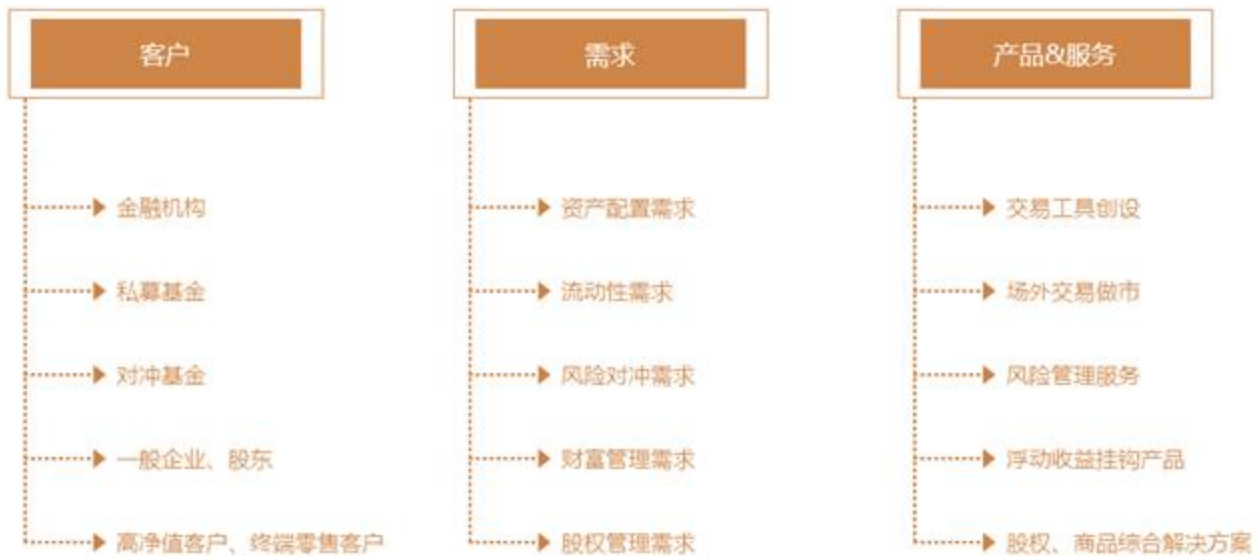 客户
金融机构
私募基金
对冲基金
一般企业、股东
高净值客户、终端零售客户
需求
资产配置需求
流动性需求
风险对冲需求
财富管理需求
股权管理需求
产品&服务
交易工具创设
场外交易做市
风险管理服务
浮动收益挂钩产品
股权、商品综合解决方案